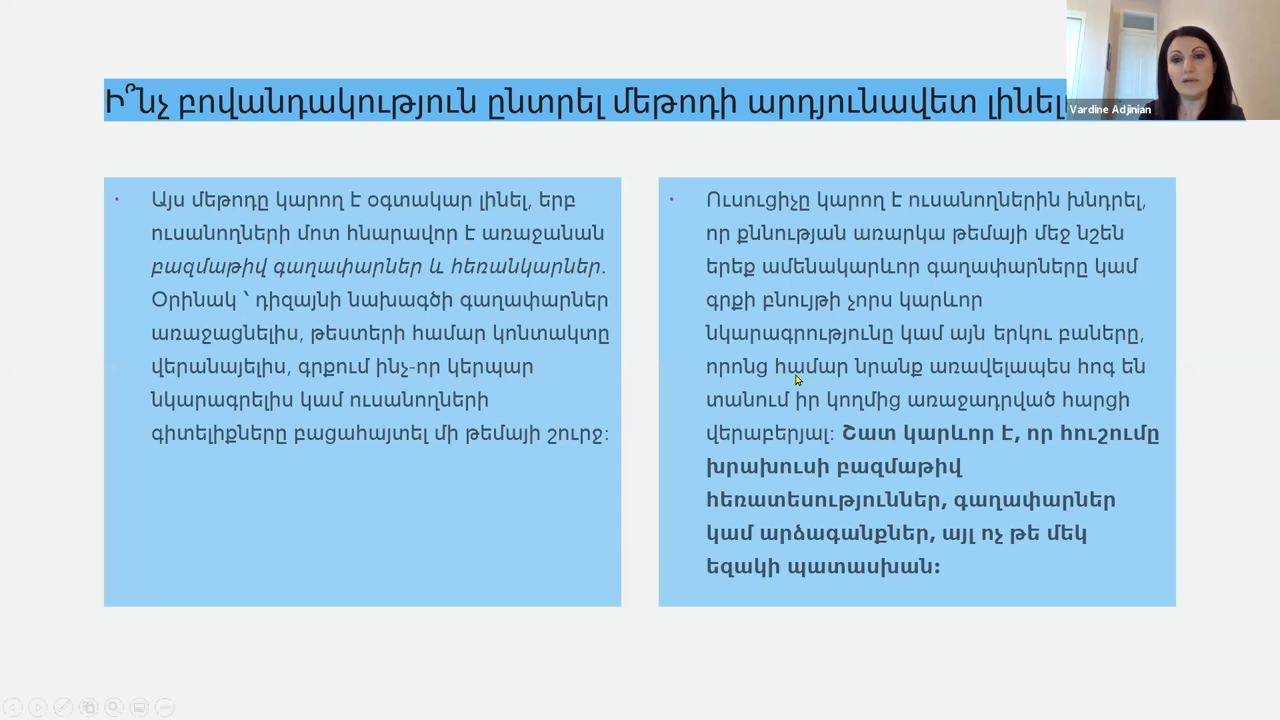 Ի՞նչ բովանդակություն ընտրել մեթոդի արդյունավետ լինել
Vardine Adjinian
• Այս մեթոդը կարող է օգտակար լինել, երբ
ուսանողների մոտ հնարավոր է առաջանան
բազմաթիվ գաղափարներ և հեռանկարներ.
Օրինակ ՝ դիզայնի նախագծի գաղափարներ
առաջացնելիս, թեստերի համար կոնտակտը
վերանայելիս, գրքում ինչ-որ կերպար
նկարագրելիս կամ ուսանողների
գիտելիքները բացահայտել մի թեմայի շուրջ:
• Ուսուցիչը կարող է ուսանողներին խնդրել,
որ քննության առարկա թեմայի մեջ նշեն
երեք ամենակարևոր գաղափարները կամ
գրքի բնույթի չորս կարևոր
նկարագրությունը կամ այն երկու բաները,
որոնց համար նրանք առավելապես հոգ են
տանում իր կողմից առաջադրված հարցի
վերաբերյալ: Շատ կարևոր է, որ հուշումը
խրախուսի բազմաթիվ
հեռատեսություններ, գաղափարներ
կամ արձագանքներ, այլ ոչ թե մեկ
եզակի պատասխան: